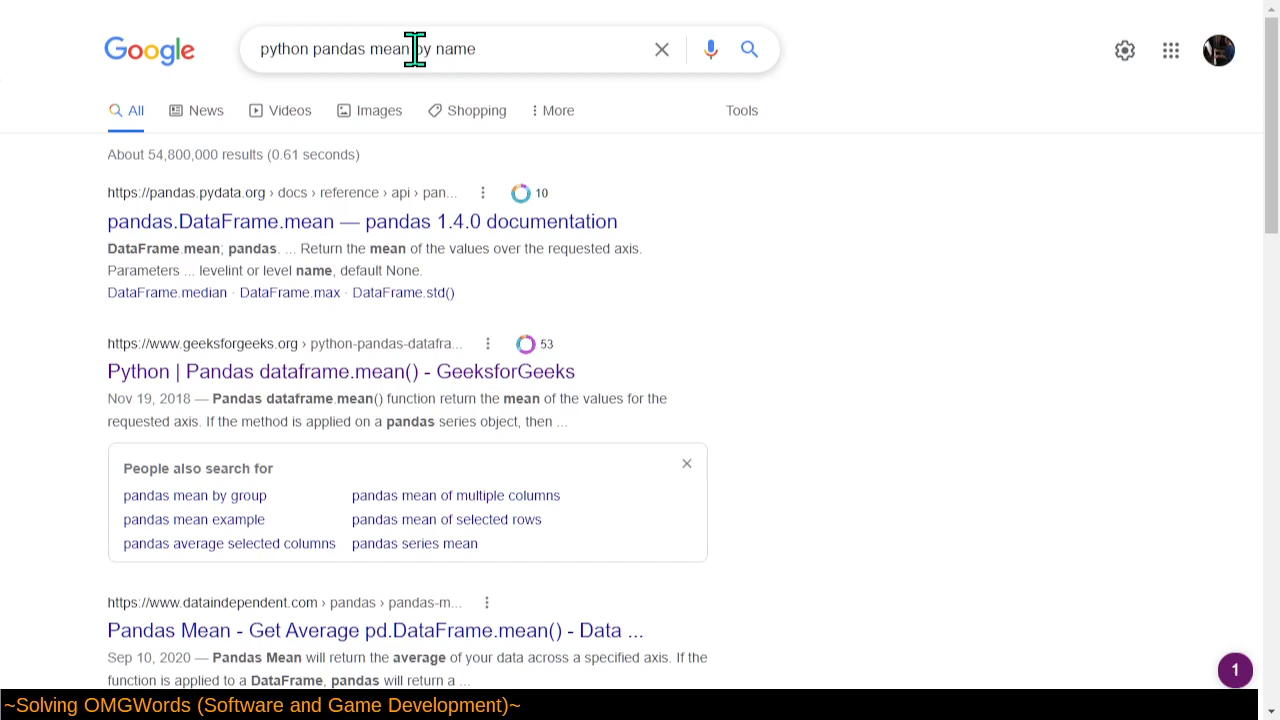 Google
python pandas mean by name
All News Videos Images Shopping More Tools
About 54,800,000 results (0.61 seconds)
https://pandas.pydata.org › docs › reference › api › pan... 10
pandas.DataFrame.mean — pandas 1.4.0 documentation
DataFrame.mean; pandas. ... Return the mean of the values over the requested axis.
Parameters ... levelint or level name, default None.
DataFrame.median · DataFrame.max · DataFrame.std()
https://www.geeksforgeeks.org › python-pandas-datafra... 53
Python | Pandas dataframe.mean() - GeeksforGeeks
Nov 19, 2018 — Pandas dataframe.mean() function return the mean of the values for the
requested axis. If the method is applied on a pandas series object, then ...
People also search for
pandas mean by group pandas mean of multiple columns
pandas mean example pandas mean of selected rows
pandas average selected columns pandas series mean
https://www.dataindependent.com › pandas › pandas-m...
Pandas Mean - Get Average pd.DataFrame.mean() - Data ...
Sep 10, 2020 — Pandas Mean will return the average of your data across a specified axis. If the
function is applied to a DataFrame, pandas will return a ...
1
~Solving OMGWords (Software and Game Development)~